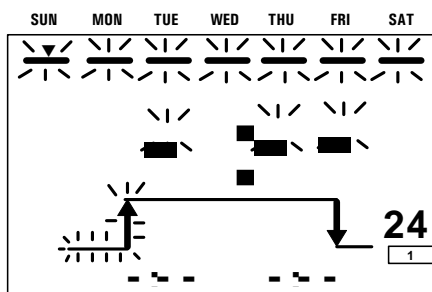 SUN MON TUE WED THU FRI SAT
- -:- -
24
1
- -:- - - -:- -